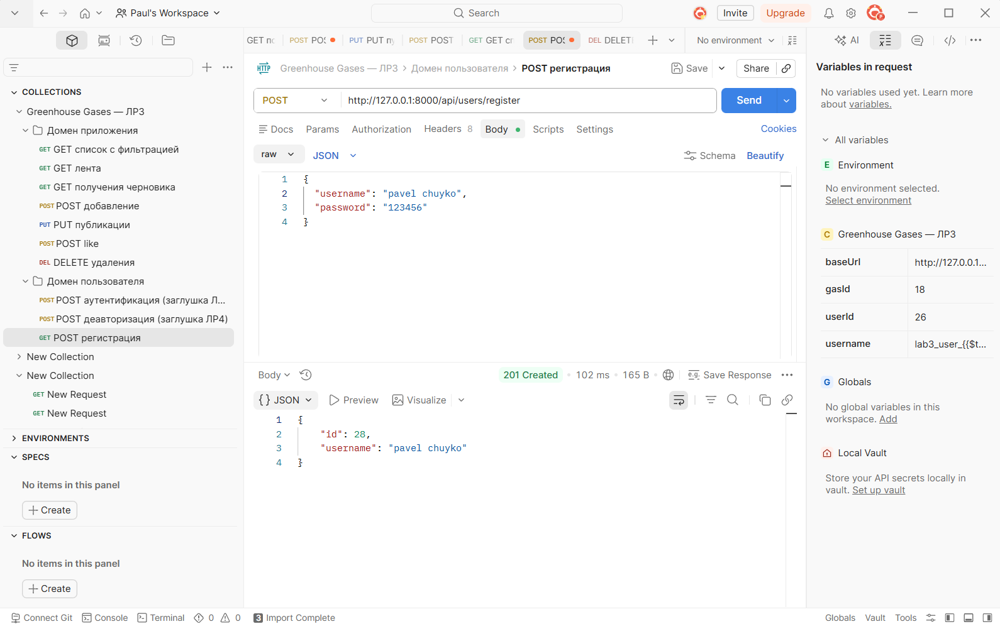 Paul's Workspace
Search
Invite
Upgrade
GET
POST
PUT
POST POST
GET GET
POST
DEL DELET
No environment
AI
Greenhouse Gases — ЛР3 > Домен пользователя > POST регистрация
Save
Share
Variables in request
No variables used yet. Learn more
about variables.
COLLECTIONS
Greenhouse Gases — ЛР3
Домен приложения
GET GET список с фильтрацией
GET GET лента
GET GET получения черновика
POST POST добавление
PUT PUT публикации
POST POST like
DEL DELETE удаления
Домен пользователя
POST POST аутентификация (заглушка Л...
POST POST деавторизация (заглушка ЛР4)
GET POST регистрация
New Collection
New Collection
GET New Request
GET New Request
ENVIRONMENTS
SPECS
No items in this panel
Create
FLOWS
No items in this panel
Create
POST
http://127.0.0.1:8000/api/users/register
Send
Docs Params Authorization Headers 8 Body Scripts Settings
Cookies
raw JSON
Schema Beautify
1 {
2 "username": "pavel chuyko",
3 "password": "123456"
4 }
Body
201 Created • 102 ms • 165 B
e.g. Save Response
{} JSON Preview Visualize
1 {
2 "id": 28,
3 "username": "pavel chuyko"
4 }
All variables
E Environment
No environment selected.
Select environment
C Greenhouse Gases — ЛР3
baseUrl http://127.0.0.1...
gasId 18
userId 26
username lab3_user_{{$t...
G Globals
No global variables in this
workspace. Add
Local Vault
Store your API secrets locally in
vault. Set up vault
Connect Git Console Terminal 0 0 3 Import Complete
Globals Vault Tools